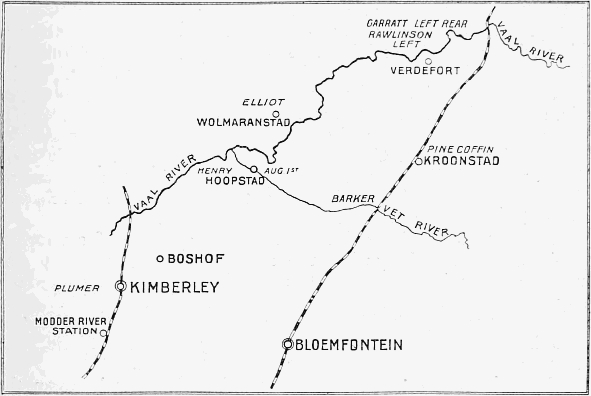 GARRATT LEFT REAR
RAWLINSON
LEFT
VAAL RIVER
VERDEFORT
ELLIOT
WOLMARANSTAD
PINE COFFIN
KROONSTAD
VAAL RIVER
HENRY AUG 1ST
HOOPSTAD
BARKER
VET RIVER
BOSHOF
PLUMER
KIMBERLEY
MODDER RIVER
STATION
BLOEMFONTEIN